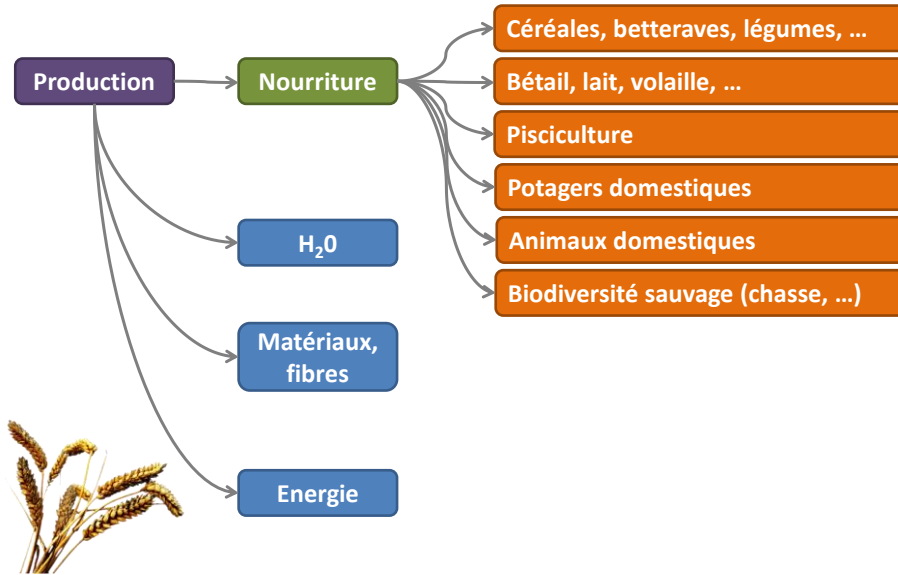 Production
Nourriture
Céréales, betteraves, légumes, …
Bétail, lait, volaille, …
Pisciculture
Potagers domestiques
Animaux domestiques
Biodiversité sauvage (chasse, …)
H₂0
Matériaux,
fibres
Energie